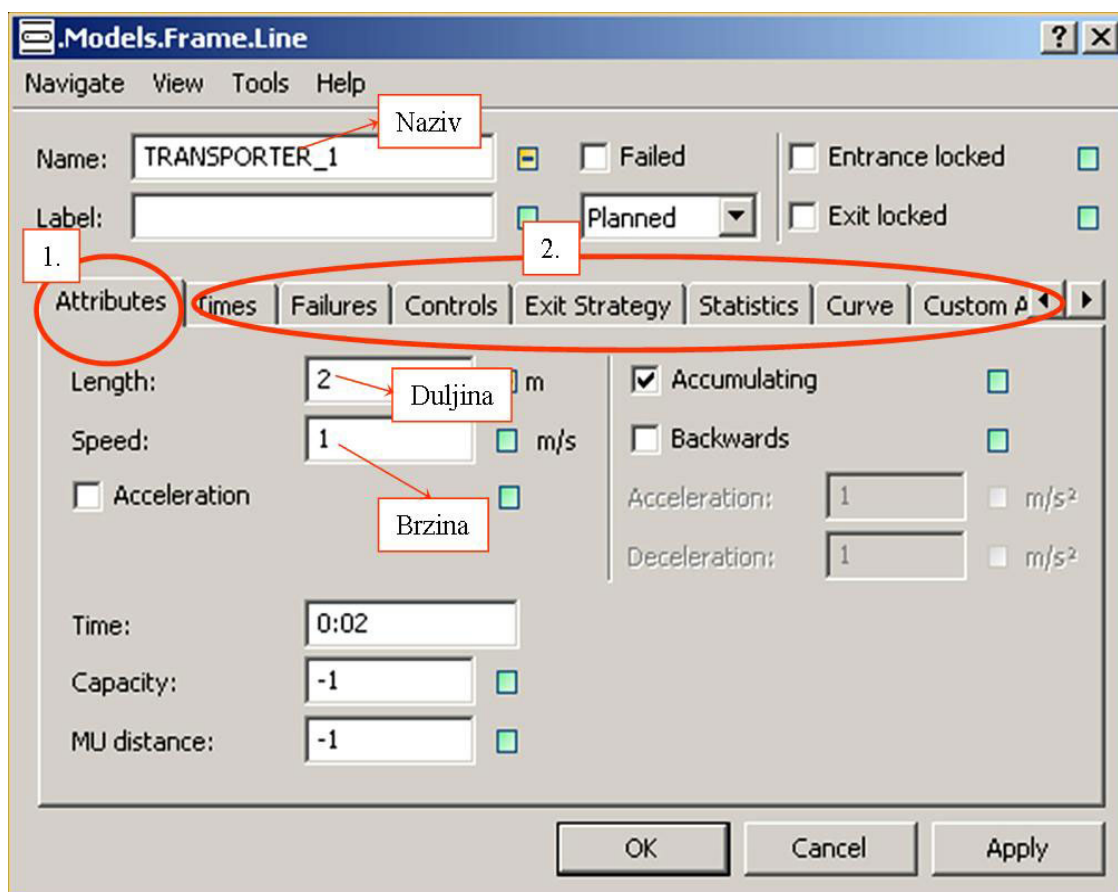 .Models.Frame.Line
Navigate View Tools Help
Naziv
Name: TRANSPORTER_1 Failed Entrance locked
Label: Planned Exit locked
1. 2.
Attributes Times Failures Controls Exit Strategy Statistics Curve Custom A
Length: 2 m Accumulating
Duljina
Speed: 1 m/s Backwards
Acceleration Acceleration: 1 m/s²
Brzina
Deceleration: 1 m/s²
Time: 0:02
Capacity: -1
MU distance: -1
OK Cancel Apply